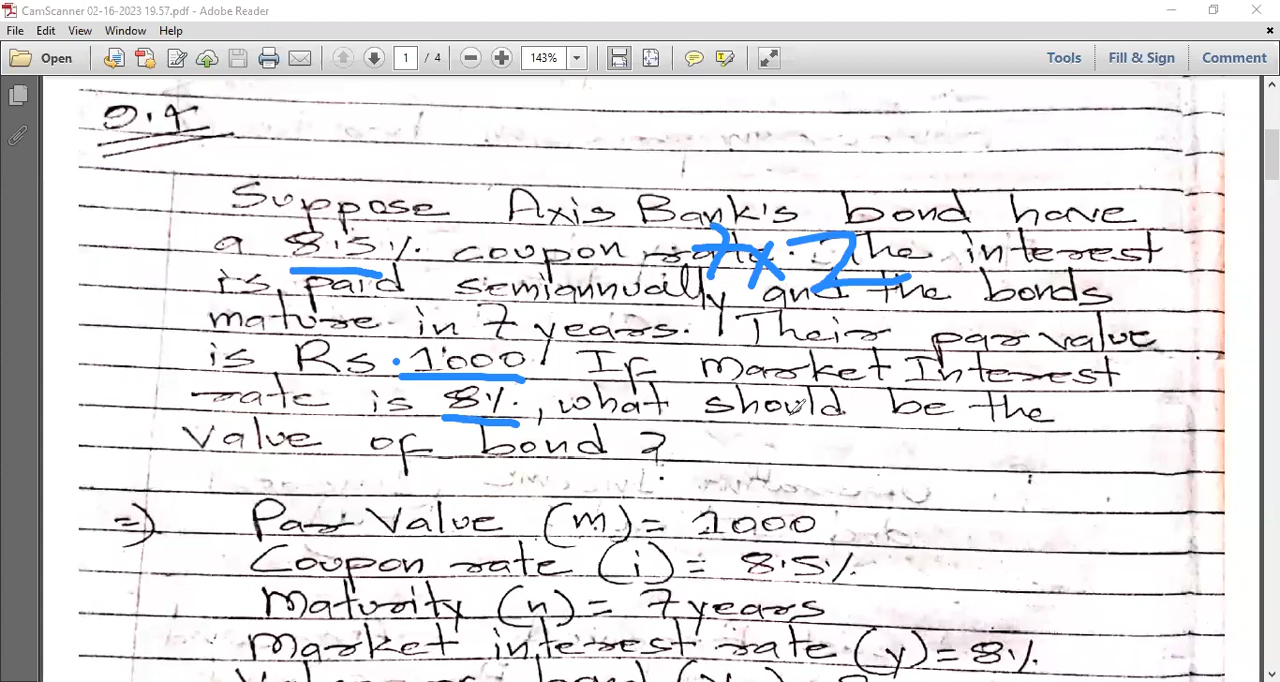 CamScanner 02-16-2023 19.57.pdf - Adobe Reader
File Edit View Window Help
Open 1 / 4 143% Tools Fill & Sign Comment
Q.4
Suppose Axis Bank's bond have
a 8.5% coupon rate. The interest
7x2
is paid semiannually and the bonds
mature in 7 years. Their par value
is Rs. 1000. If market Interest
rate is 8%, what should be the
value of bond?
=) Par Value (m) = 1000
Coupon rate (i) = 8.5%
Maturity (n) = 7 years
Market interest rate (y) = 8%